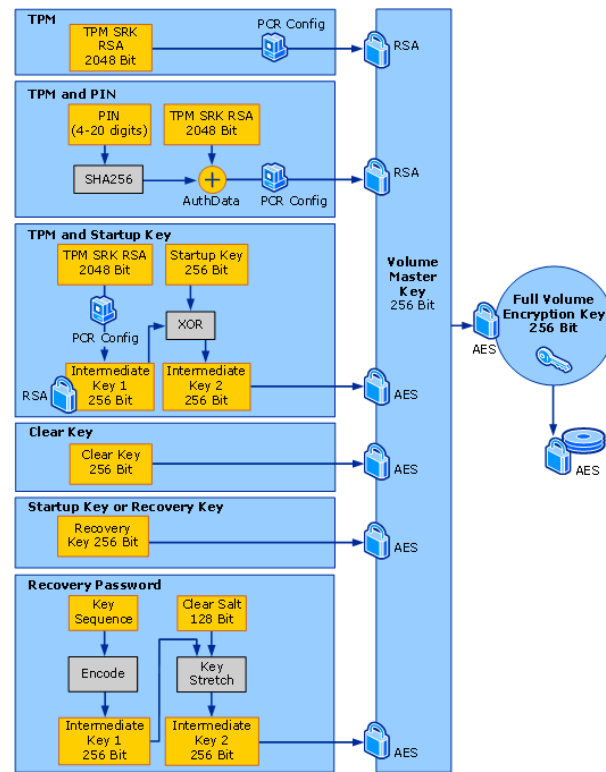 TPM
TPM SRK
RSA
2048 Bit
PCR Config
RSA
TPM and PIN
PIN
(4-20 digits)
TPM SRK RSA
2048 Bit
SHA256
AuthData
PCR Config
RSA
TPM and Startup Key
TPM SRK RSA
2048 Bit
Startup Key
256 Bit
PCR Config
XOR
RSA
Intermediate
Key 1
256 Bit
Intermediate
Key 2
256 Bit
AES
Clear Key
Clear Key
256 Bit
AES
Startup Key or Recovery Key
Recovery
Key 256 Bit
AES
Recovery Password
Key
Sequence
Clear Salt
128 Bit
Encode
Key
Stretch
Intermediate
Key 1
256 Bit
Intermediate
Key 2
256 Bit
AES
Volume
Master
Key
256 Bit
AES
Full Volume
Encryption Key
256 Bit
AES